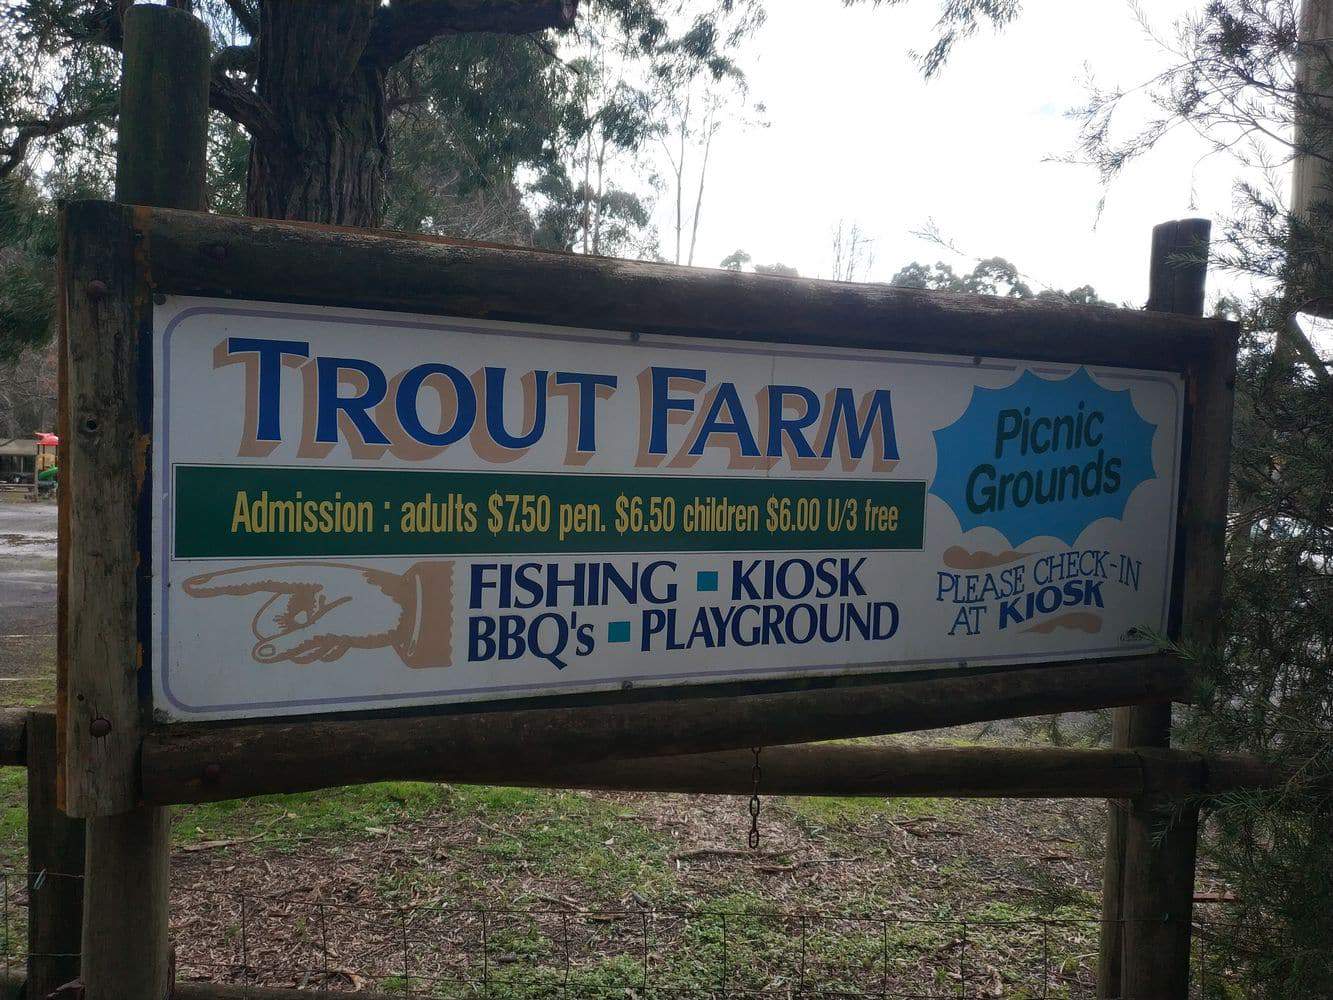 TROUT FARM
Admission : adults $7.50 pen. $6.50 children $6.00 U/3 free
FISHING KIOSK
BBQ's PLAYGROUND
Picnic
Grounds
PLEASE CHECK-IN
AT KIOSK